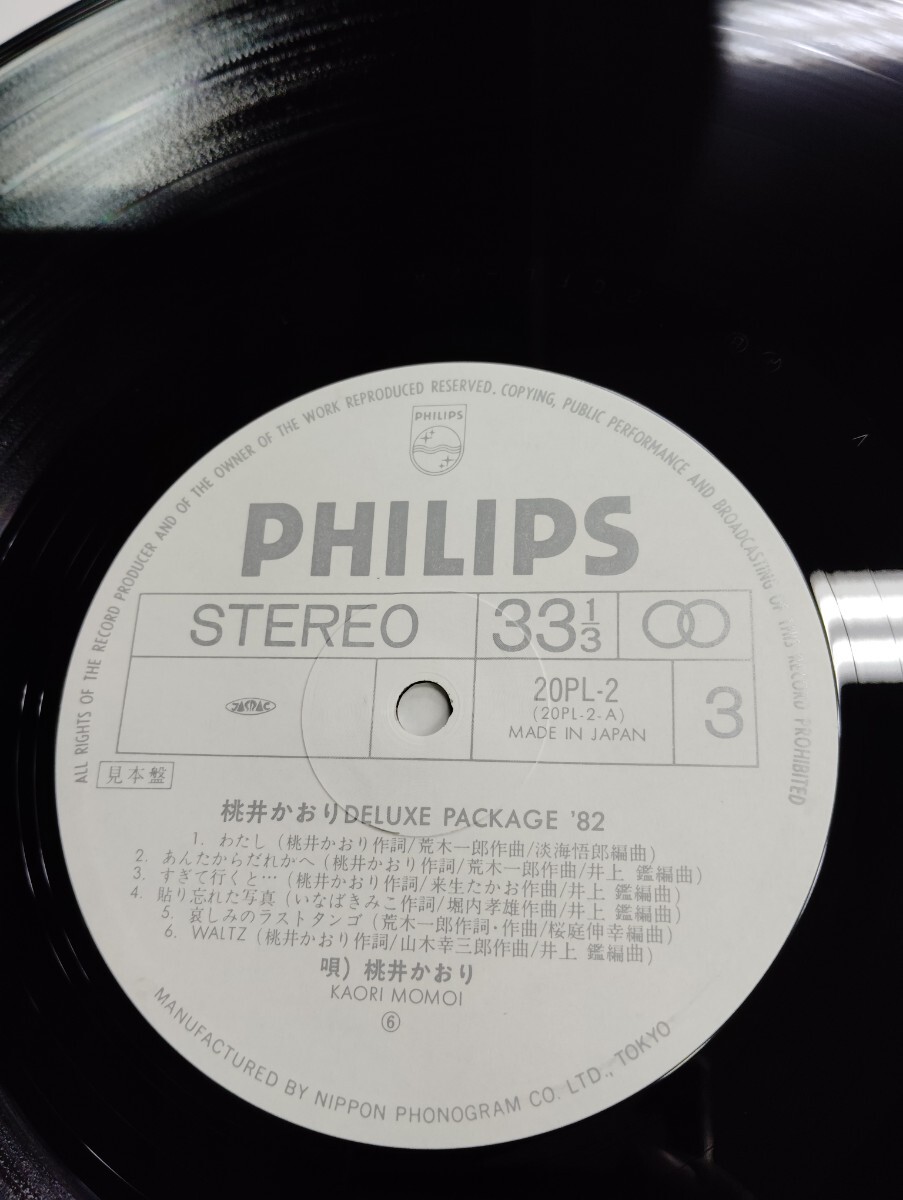 ALL RIGHTS OF THE RECORD PRODUCER AND OF THE OWNER OF THE WORK REPRODUCED RESERVED. COPYING, PUBLIC PERFORMANCE AND BROADCASTING OF THIS RECORD PROHIBITED
PHILIPS
PHILIPS
STEREO
33 1/3
20PL-2
(20PL-2-A)
MADE IN JAPAN
3
JASRAC
見本盤
桃井かおりDELUXE PACKAGE '82
1. わたし (桃井かおり作詞/荒木一郎作曲/淡海悟郎編曲)
2. あんたからだれかへ (桃井かおり作詞/荒木一郎作曲/井上 鑑編曲)
3. すぎて行くと… (桃井かおり作詞/来生たかお作曲/井上 鑑編曲)
4. 貼り忘れた写真 (いなばきみこ作詞/堀内孝雄作曲/井上 鑑編曲)
5. 哀しみのラストタンゴ (荒木一郎作詞・作曲/桜庭伸幸編曲)
6. WALTZ (桃井かおり作詞/山木幸三郎作曲/井上 鑑編曲)
唄) 桃井かおり
KAORI MOMOI
⑥
MANUFACTURED BY NIPPON PHONOGRAM CO. LTD., TOKYO